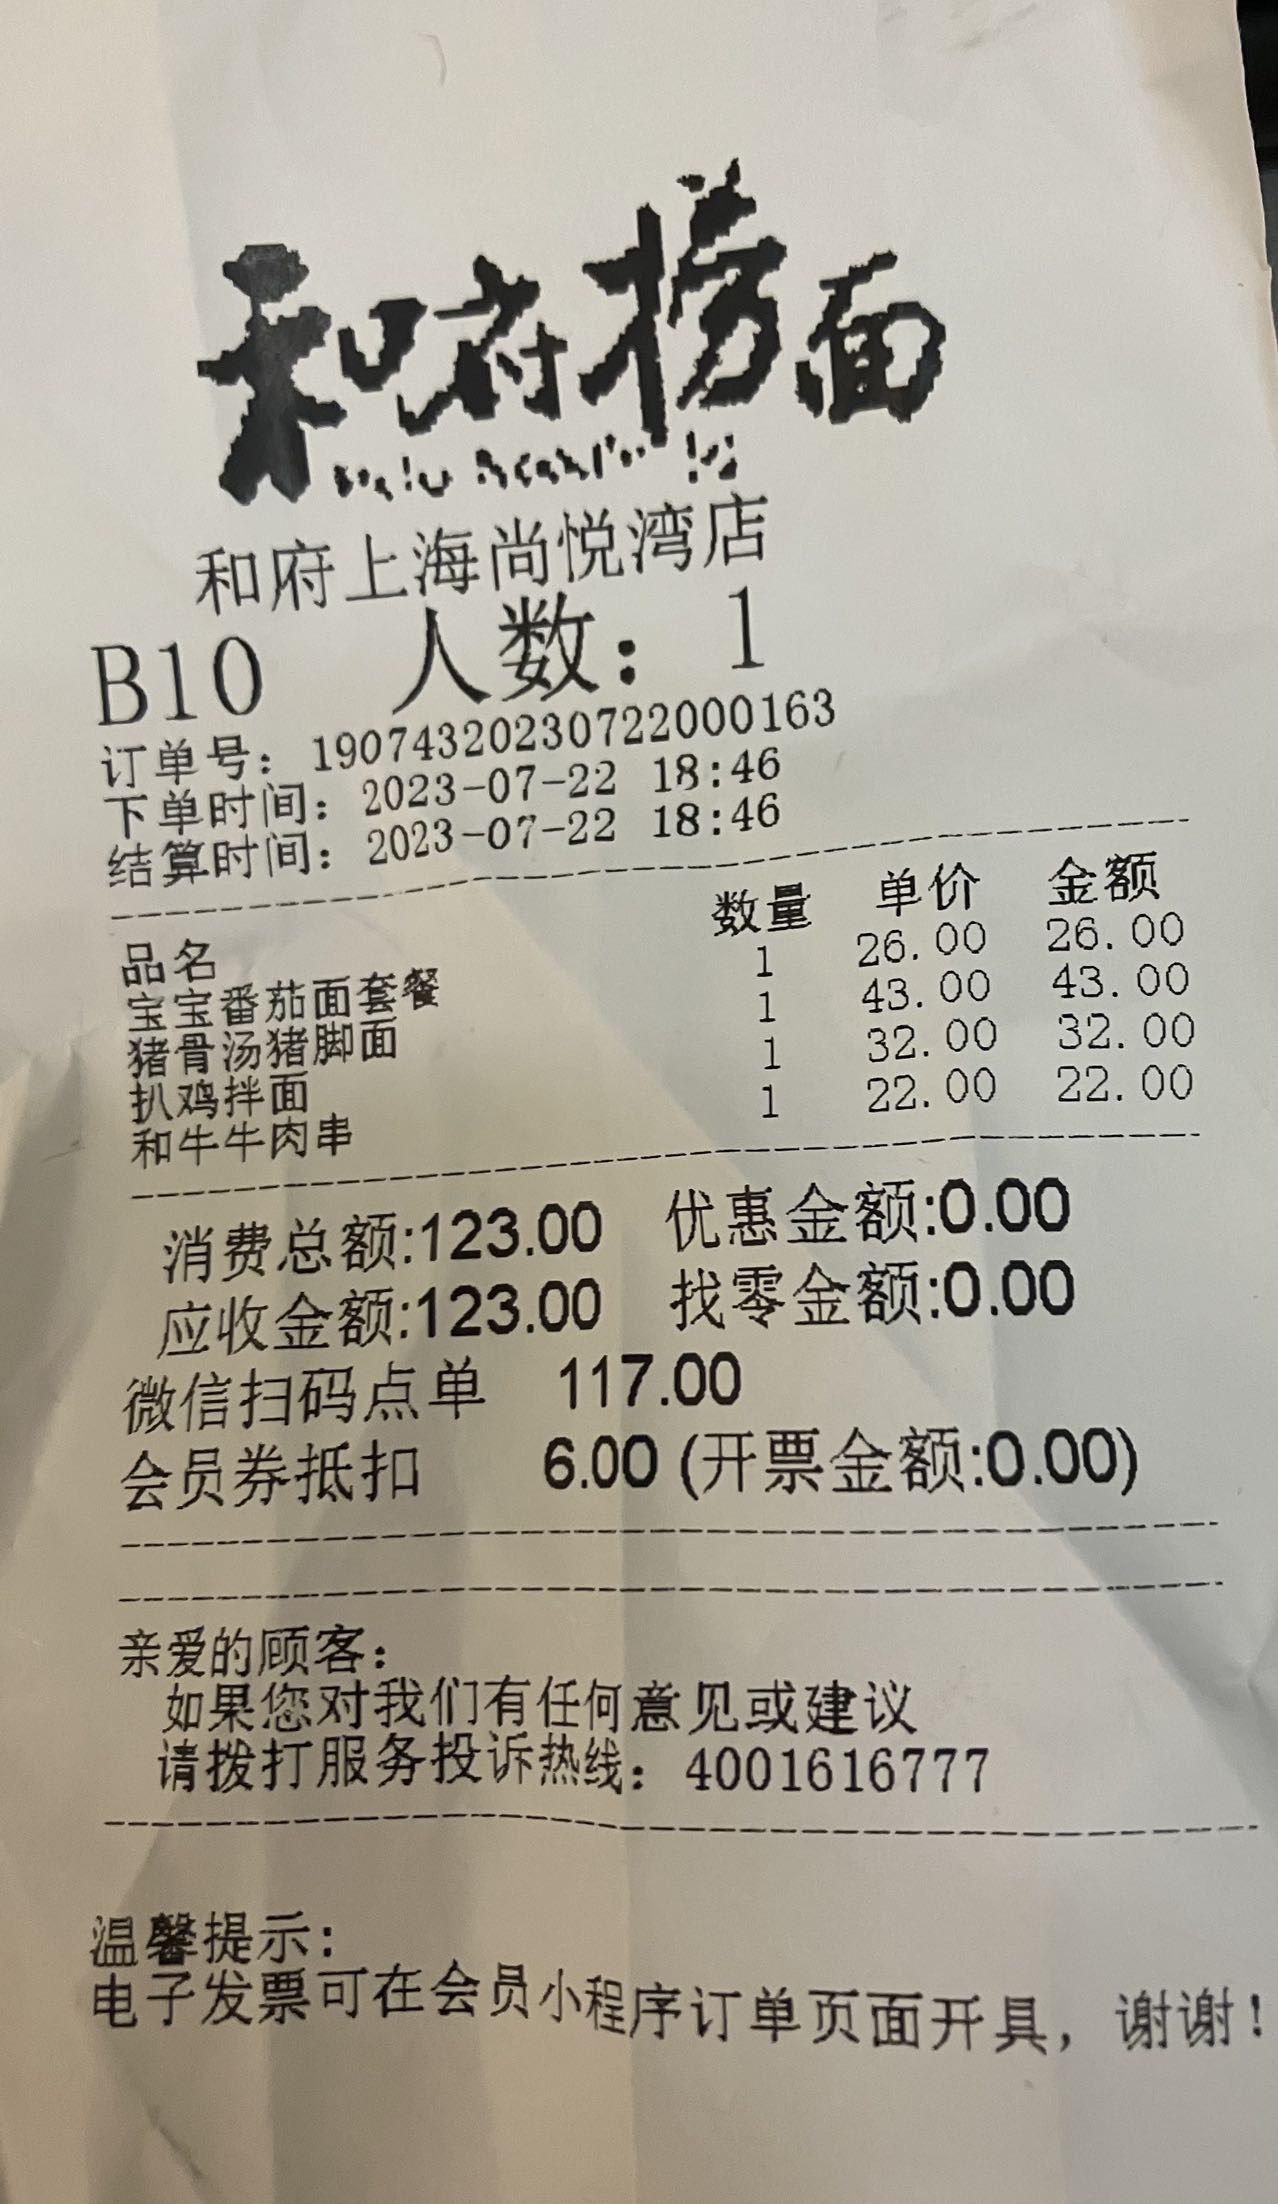 和府捞面
和府上海尚悦湾店
B10 人数：1
订单号：19074320230722000163
下单时间：2023-07-22 18:46
结算时间：2023-07-22 18:46
品名 数量 单价 金额
宝宝番茄面套餐 1 26.00 26.00
猪骨汤猪脚面 1 43.00 43.00
扒鸡拌面 1 32.00 32.00
和牛牛肉串 1 22.00 22.00
消费总额:123.00 优惠金额:0.00
应收金额:123.00 找零金额:0.00
微信扫码点单 117.00
会员券抵扣 6.00 (开票金额:0.00)
亲爱的顾客：
如果您对我们有任何意见或建议
请拨打服务投诉热线：4001616777
温馨提示：
电子发票可在会员小程序订单页面开具，谢谢！